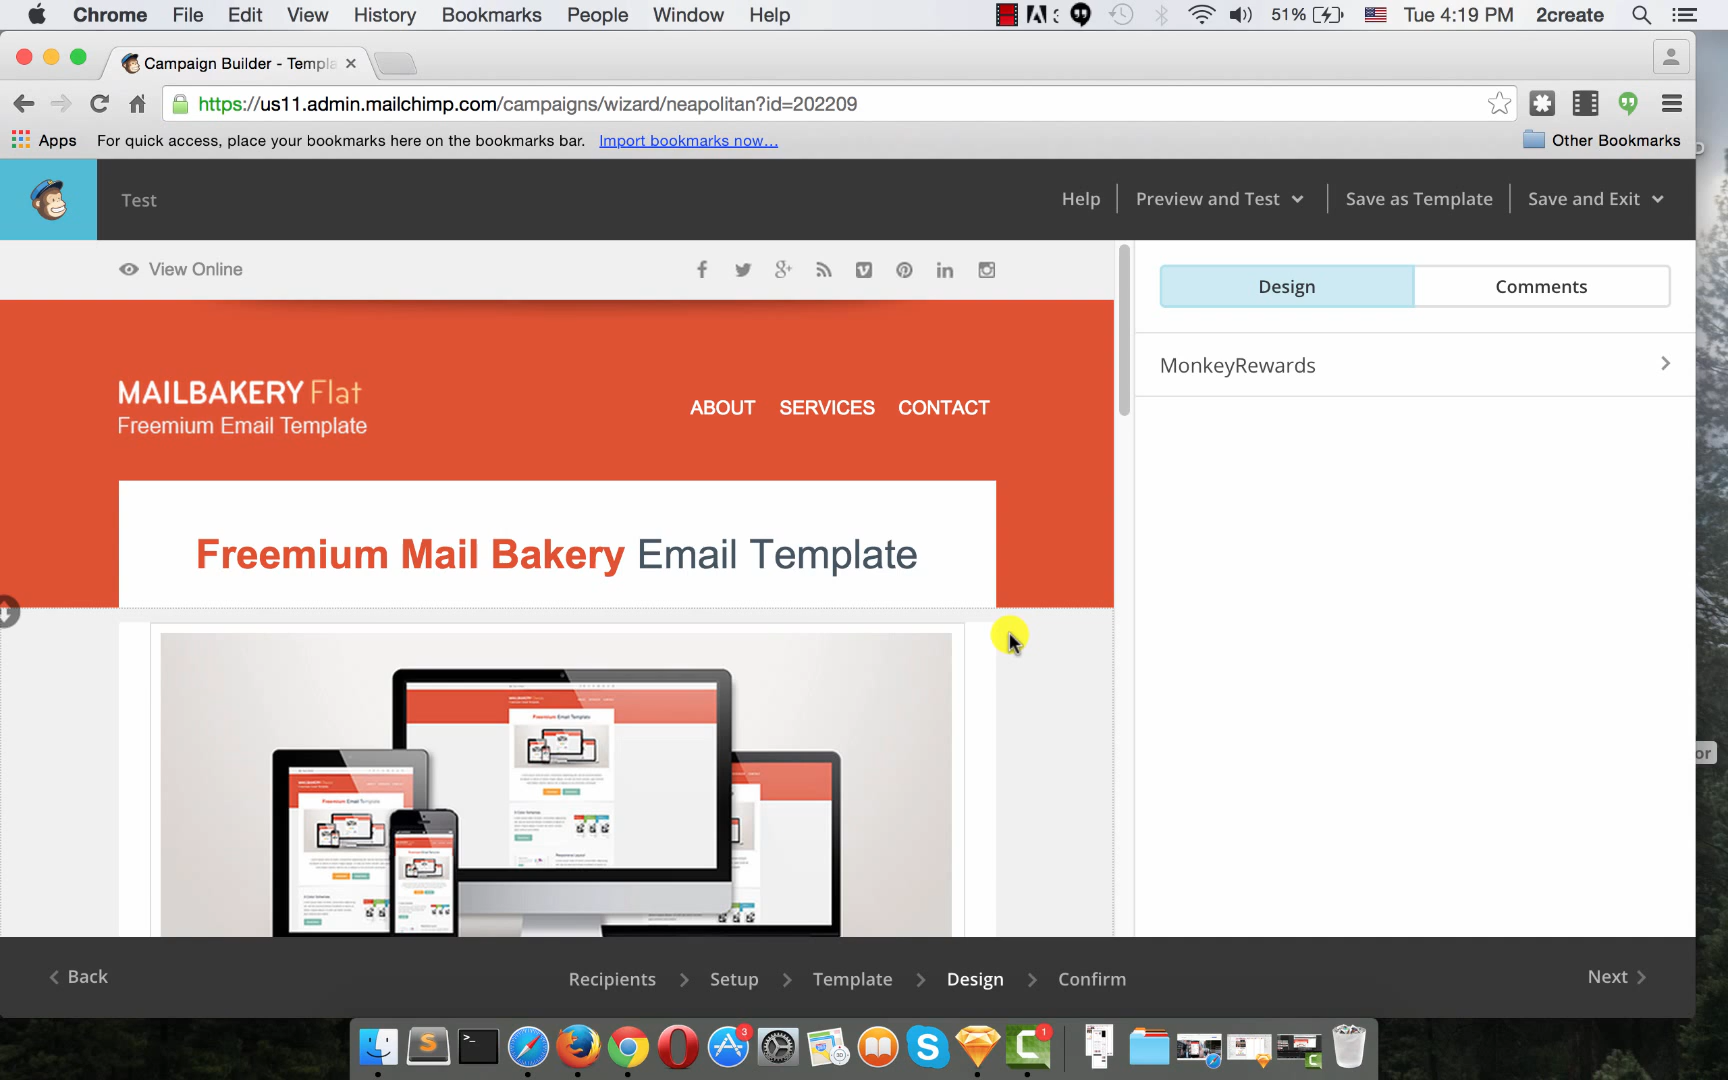 Chrome File Edit View History Bookmarks People Window Help 51% Tue 4:19 PM 2create
Campaign Builder - Templa
https://us11.admin.mailchimp.com/campaigns/wizard/neapolitan?id=202209
Apps For quick access, place your bookmarks here on the bookmarks bar. Import bookmarks now... Other Bookmarks
Test Help Preview and Test Save as Template Save and Exit
View Online
Design Comments
MonkeyRewards
MAILBAKERY Flat
Freemium Email Template
ABOUT SERVICES CONTACT
Freemium Mail Bakery Email Template
or
Back Recipients Setup Template Design Confirm Next